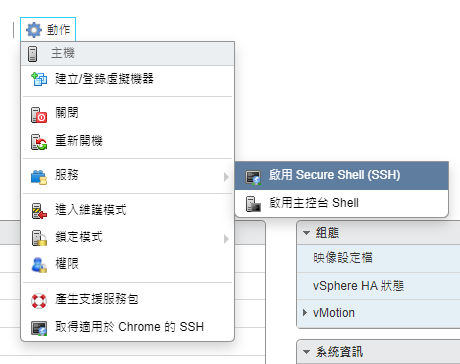 動作
主機
建立/登錄虛擬機器
關閉
重新開機
服務
啟用 Secure Shell (SSH)
啟用主控台 Shell
進入維護模式
鎖定模式
權限
產生支援服務包
取得適用於 Chrome 的 SSH
組態
映像設定檔
vSphere HA 狀態
vMotion
系統資訊